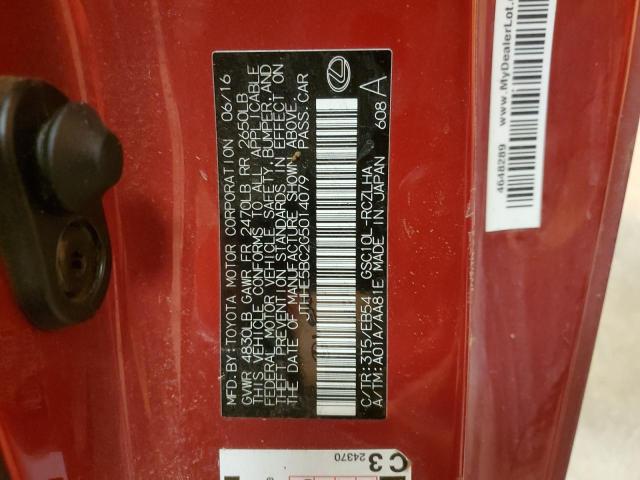 MFD. BY: TOYOTA MOTOR CORPORATION 06/16
GVWR 4830LB GAWR FR 2470LB RR 2650LB
THIS VEHICLE CONFORMS TO ALL APPLICABLE
FEDERAL MOTOR VEHICLE SAFETY, BUMPER, AND
THEFT PREVENTION STANDARDS IN EFFECT ON
THE DATE OF MANUFACTURE SHOWN ABOVE.
JTHHE5BC2G5014079 PASS. CAR
C/TR: 3T5/EB54 GSC10L-RCZLHA
A/TM: A01A/AA81E MADE IN JAPAN 608 A
4648289
www.MyDealerLot.c
C3
24370